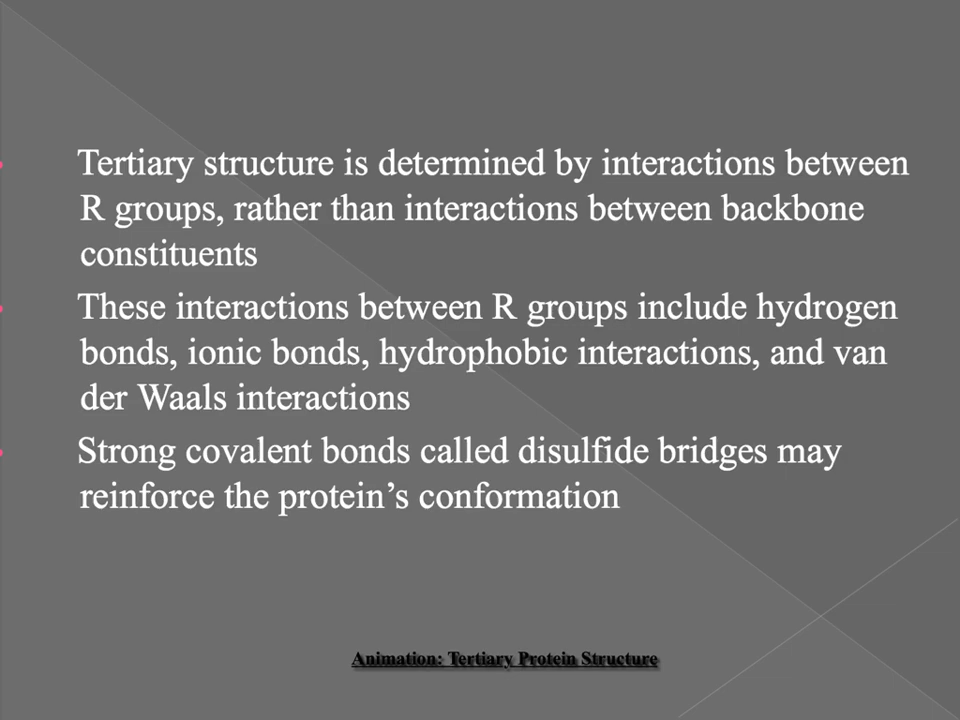 Tertiary structure is determined by interactions between
R groups, rather than interactions between backbone
constituents
These interactions between R groups include hydrogen
bonds, ionic bonds, hydrophobic interactions, and van
der Waals interactions
Strong covalent bonds called disulfide bridges may
reinforce the protein’s conformation
Animation: Tertiary Protein Structure